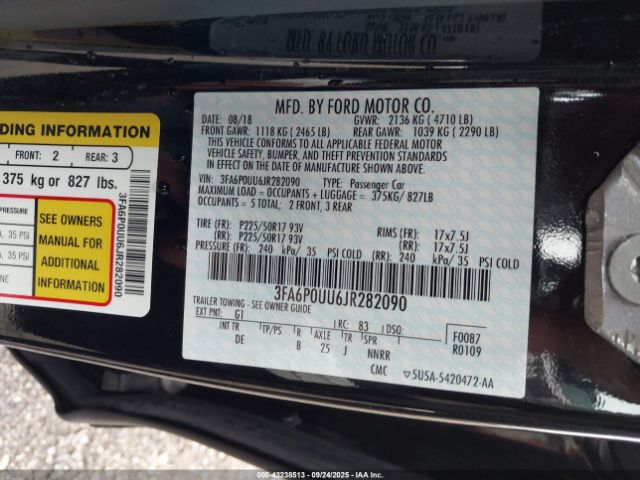 MFD. BY FORD MOTOR CO.
DATE: 08/18 GVWR: 2136 KG ( 4710 LB)
FRONT GAWR: 1118 KG ( 2465 LB) REAR GAWR: 1039 KG ( 2290 LB)
THIS VEHICLE CONFORMS TO ALL APPLICABLE FEDERAL MOTOR
VEHICLE SAFETY, BUMPER, AND THEFT PREVENTION STANDARDS
IN EFFECT ON THE DATE OF MANUFACTURE SHOWN ABOVE.
VIN: 3FA6P0UU6JR282090 TYPE: Passenger Car
MAXIMUM LOAD = OCCUPANTS + LUGGAGE = 375KG/ 827LB
OCCUPANTS = 5 TOTAL; 2 FRONT, 3 REAR
TIRE (FR): P225/50R17 93V RIMS (FR): 17x7.5J
(RR): P225/50R17 93V (RR): 17x7.5J
PRESSURE (FR): 240 kPa/ 35 PSI COLD (RR): 240 kPa/ 35 PSI COLD
3FA6P0UU6JR282090
TRAILER TOWING - SEE OWNER GUIDE
EXT PNT: G1 RC: 83 DSO: F0087
INT TR TP/PS R AXLE TR SPR R0109
DE B 25 J NNRR
CMC 5U5A-5420472-AA
DING INFORMATION
FRONT: 2 REAR: 3
375 kg or 827 lbs.
PRESSURE
35 PSI
35 PSI
NE
SEE OWNERS
MANUAL FOR
ADDITIONAL
INFORMATION
3FA6P0UU6JR282090
000-43238513 - 09/24/2025 - IAAI.COM